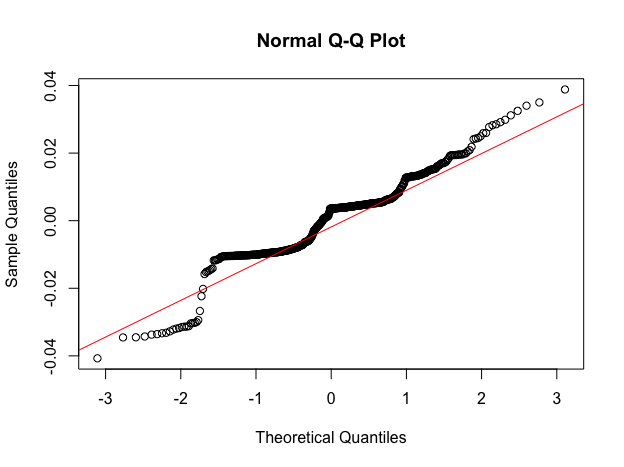 Normal Q-Q Plot
0.04
0.02
0.00
-0.02
-0.04
Sample Quantiles
-3 -2 -1 0 1 2 3
Theoretical Quantiles